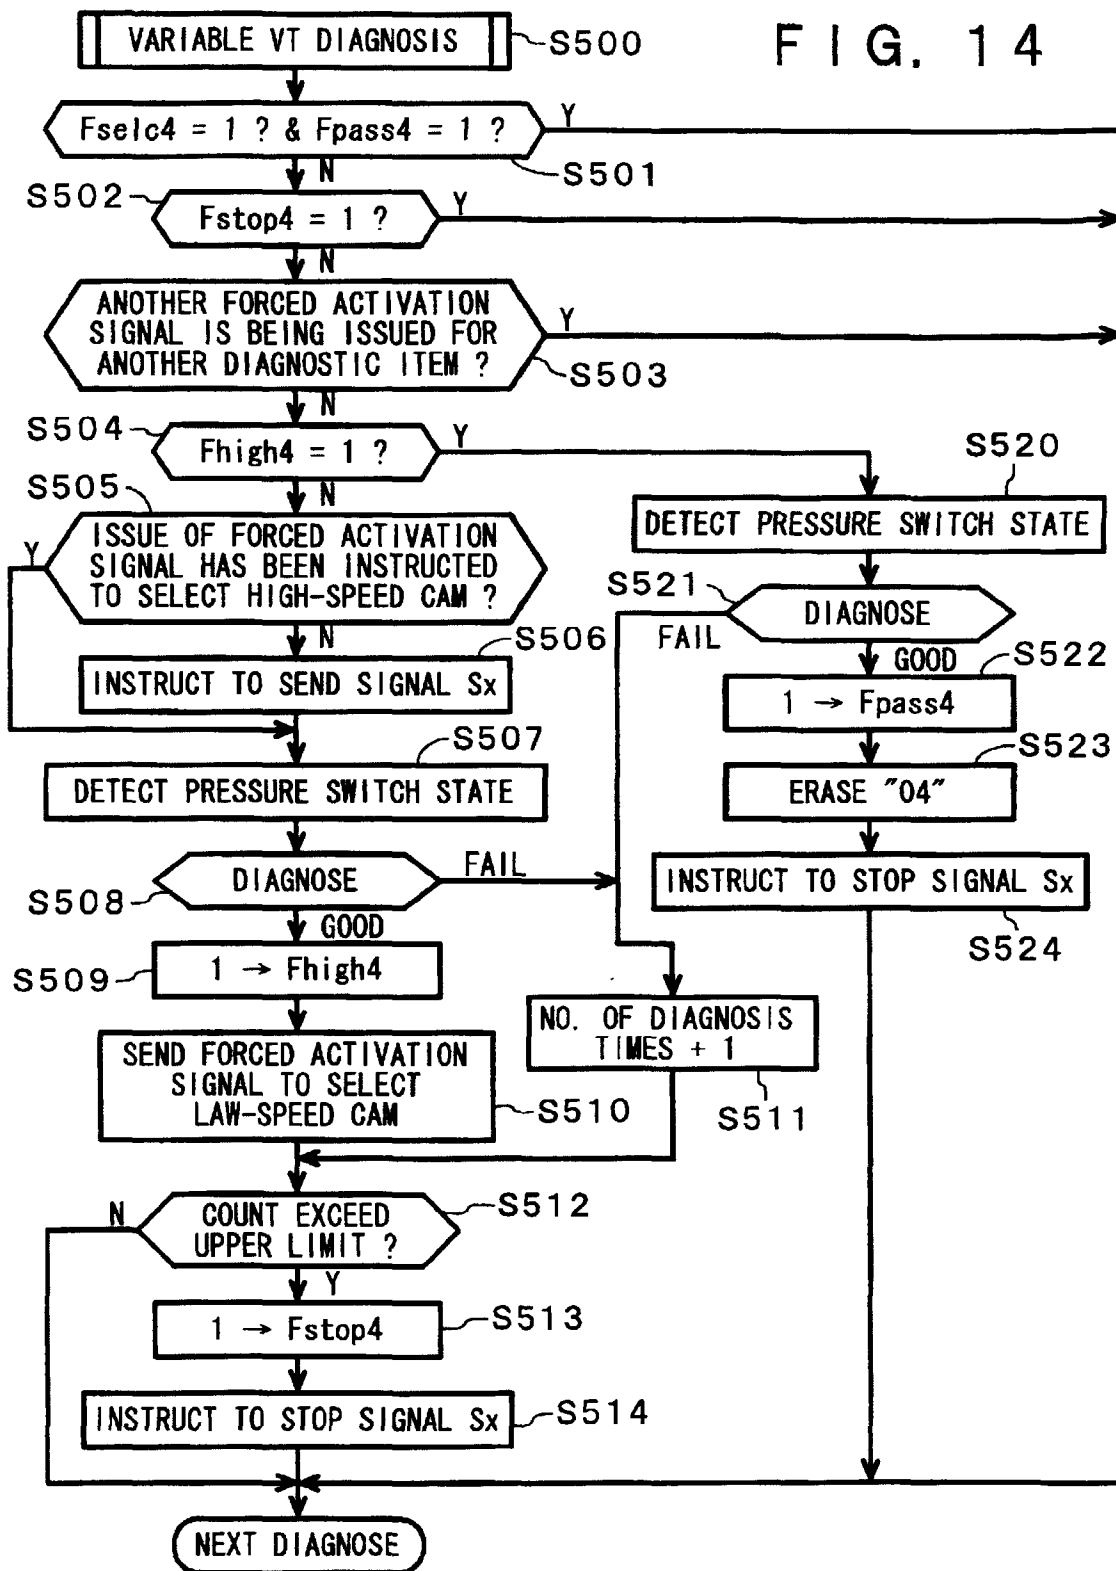 FIG. 14
VARIABLE VT DIAGNOSIS
S500
Fselc4 = 1 ? & Fpass4 = 1 ?
Y
S501
N
S502
Fstop4 = 1 ?
Y
N
ANOTHER FORCED ACTIVATION
SIGNAL IS BEING ISSUED FOR
ANOTHER DIAGNOSTIC ITEM ?
Y
S503
N
S504
Fhigh4 = 1 ?
Y
N
S505
ISSUE OF FORCED ACTIVATION
SIGNAL HAS BEEN INSTRUCTED
TO SELECT HIGH-SPEED CAM ?
Y
N
S506
INSTRUCT TO SEND SIGNAL Sx
S507
DETECT PRESSURE SWITCH STATE
DIAGNOSE
FAIL
S508
GOOD
S509
1 → Fhigh4
SEND FORCED ACTIVATION
SIGNAL TO SELECT
LAW-SPEED CAM
S510
NO. OF DIAGNOSIS
TIMES + 1
S511
COUNT EXCEED
UPPER LIMIT ?
S512
N
Y
1 → Fstop4
S513
INSTRUCT TO STOP SIGNAL Sx
S514
NEXT DIAGNOSE
S520
DETECT PRESSURE SWITCH STATE
S521
DIAGNOSE
FAIL
GOOD
S522
1 → Fpass4
S523
ERASE "04"
INSTRUCT TO STOP SIGNAL Sx
S524